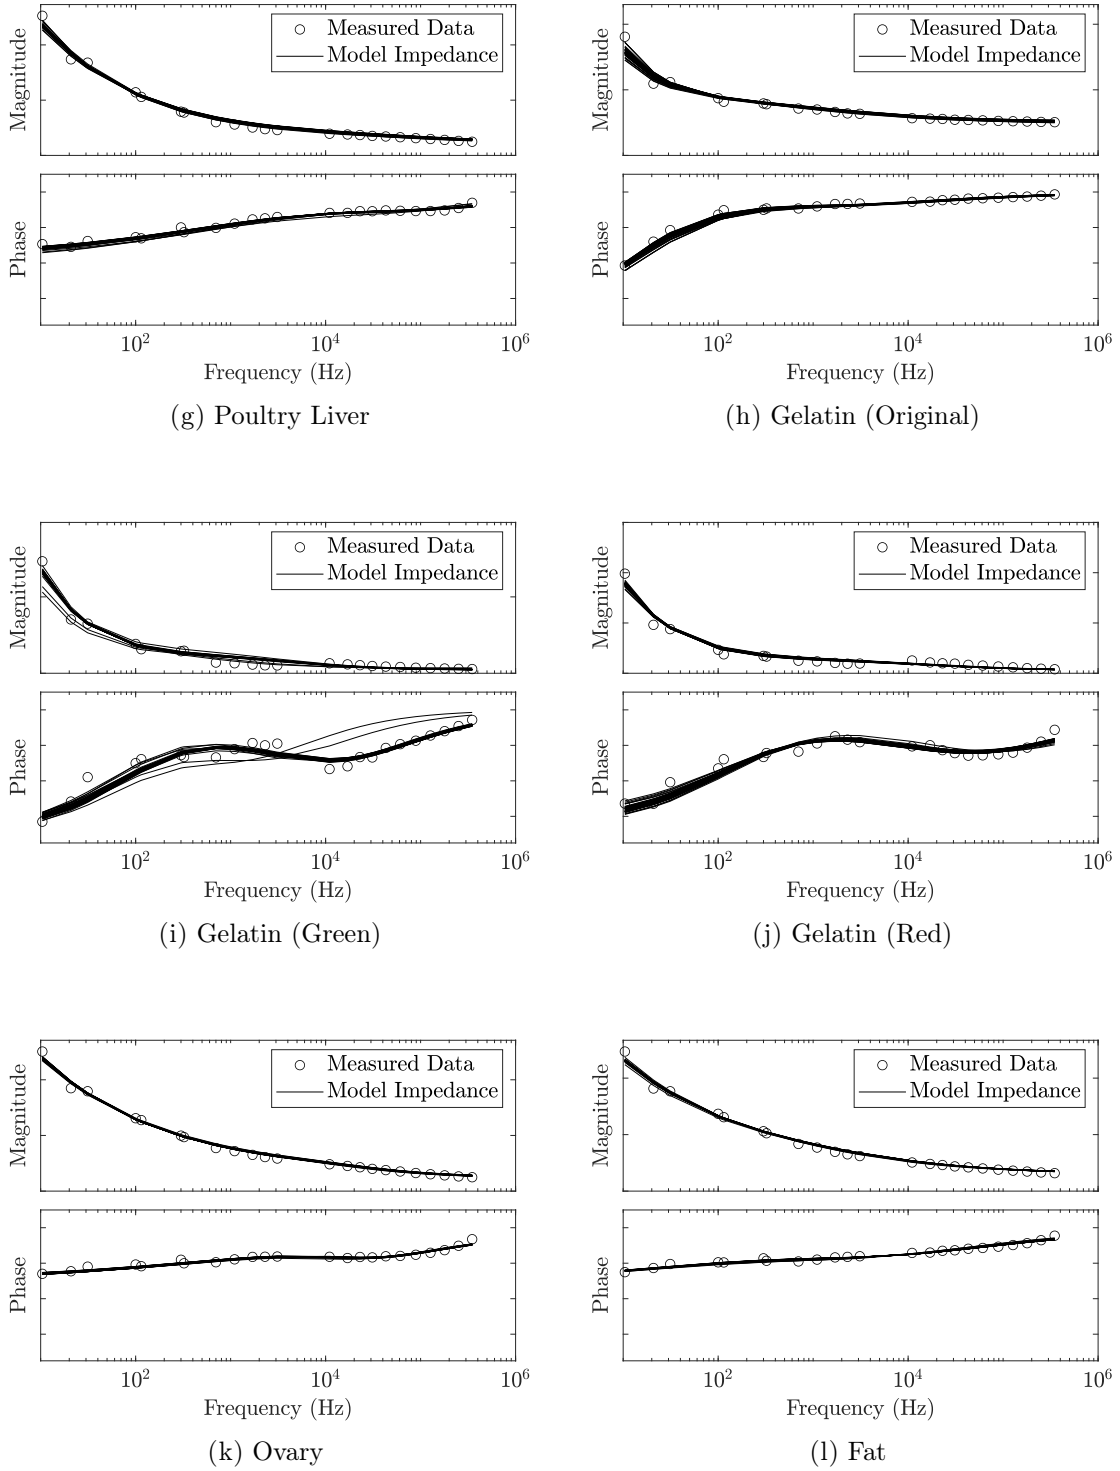 Magnitude
Measured Data
Model Impedance
Phase
10^2
10^4
10^6
Frequency (Hz)
(g) Poultry Liver
Magnitude
Measured Data
Model Impedance
Phase
10^2
10^4
10^6
Frequency (Hz)
(h) Gelatin (Original)
Magnitude
Measured Data
Model Impedance
Phase
10^2
10^4
10^6
Frequency (Hz)
(i) Gelatin (Green)
Magnitude
Measured Data
Model Impedance
Phase
10^2
10^4
10^6
Frequency (Hz)
(j) Gelatin (Red)
Magnitude
Measured Data
Model Impedance
Phase
10^2
10^4
10^6
Frequency (Hz)
(k) Ovary
Magnitude
Measured Data
Model Impedance
Phase
10^2
10^4
10^6
Frequency (Hz)
(l) Fat